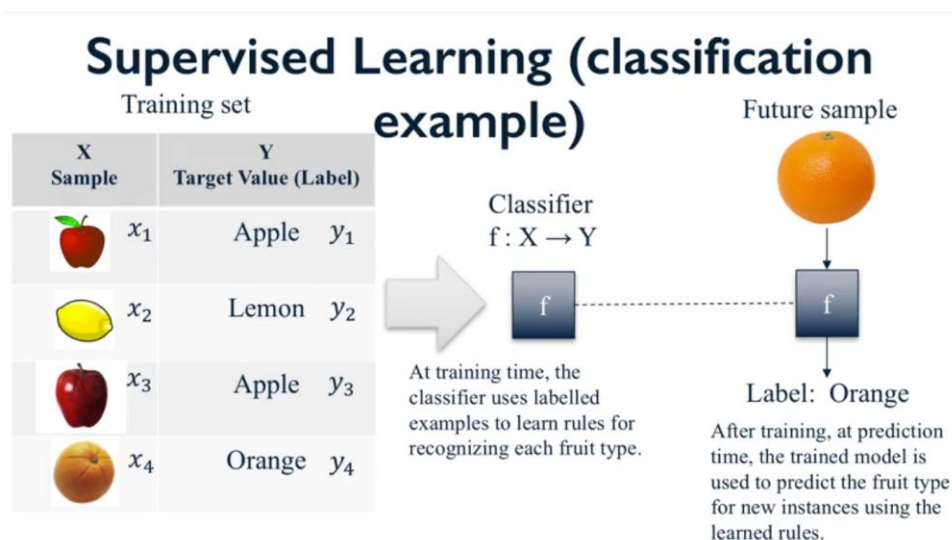 Supervised Learning (classification
example)
Training set
X
Sample
Y
Target Value (Label)
x₁ Apple y₁
x₂ Lemon y₂
x₃ Apple y₃
x₄ Orange y₄
Classifier
f : X → Y
f
At training time, the
classifier uses labelled
examples to learn rules for
recognizing each fruit type.
Future sample
f
Label: Orange
After training, at prediction
time, the trained model is
used to predict the fruit type
for new instances using the
learned rules.